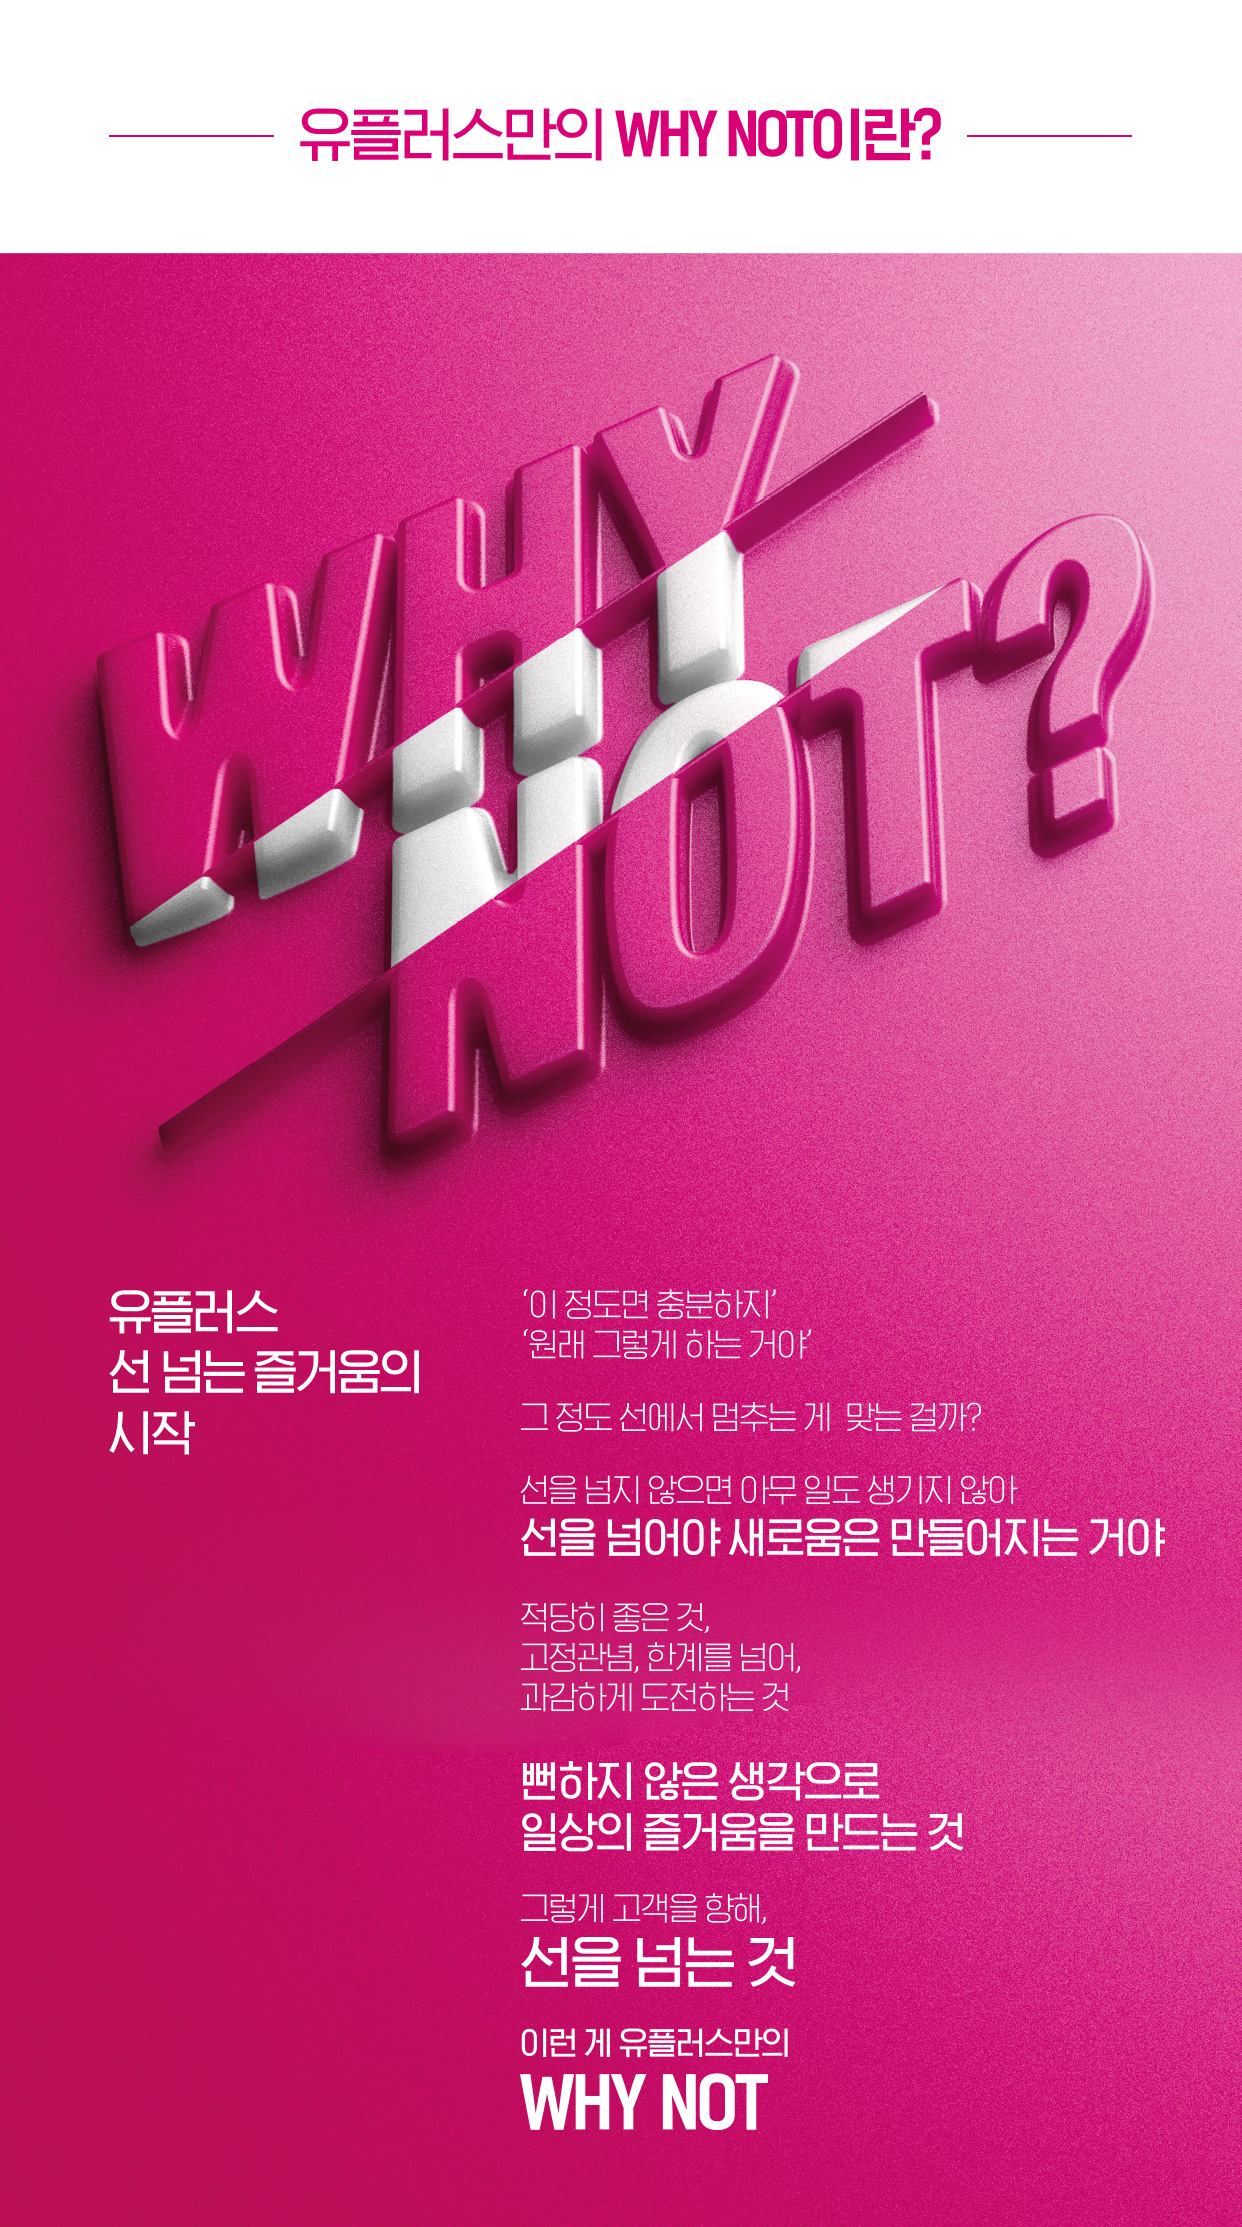 유플러스만의 WHY NOT이란?
WHY
NOT?
유플러스
선 넘는 즐거움의
시작
‘이 정도면 충분하지’
‘원래 그렇게 하는 거야’
그 정도 선에서 멈추는 게 맞는 걸까?
선을 넘지 않으면 아무 일도 생기지 않아
선을 넘어야 새로움은 만들어지는 거야
적당히 좋은 것,
고정관념, 한계를 넘어,
과감하게 도전하는 것
뻔하지 않은 생각으로
일상의 즐거움을 만드는 것
그렇게 고객을 향해,
선을 넘는 것
이런 게 유플러스만의
WHY NOT